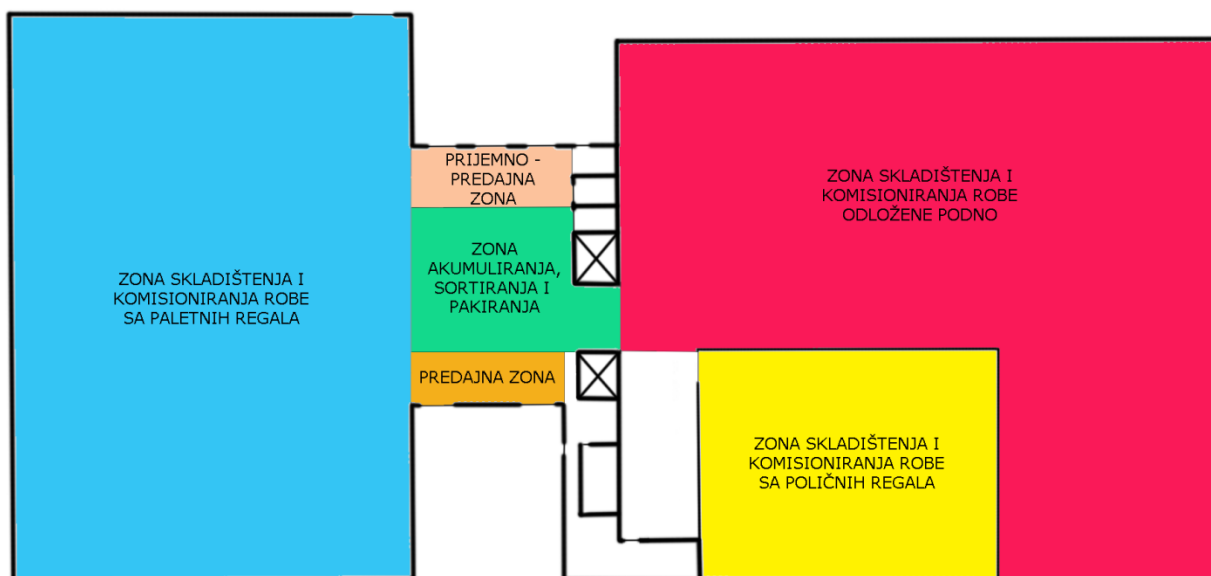 PRIJEMNO -
PREDAJNA
ZONA
ZONA SKLADIŠTENJA I
KOMISIONIRANJA ROBE
ODLOŽENE PODNO
ZONA
AKUMULIRANJA,
SORTIRANJA I
PAKIRANJA
ZONA SKLADIŠTENJA I
KOMISIONIRANJA ROBE
SA PALETNIH REGALA
PREDAJNA ZONA
ZONA SKLADIŠTENJA I
KOMISIONIRANJA ROBE
SA POLIČNIH REGALA